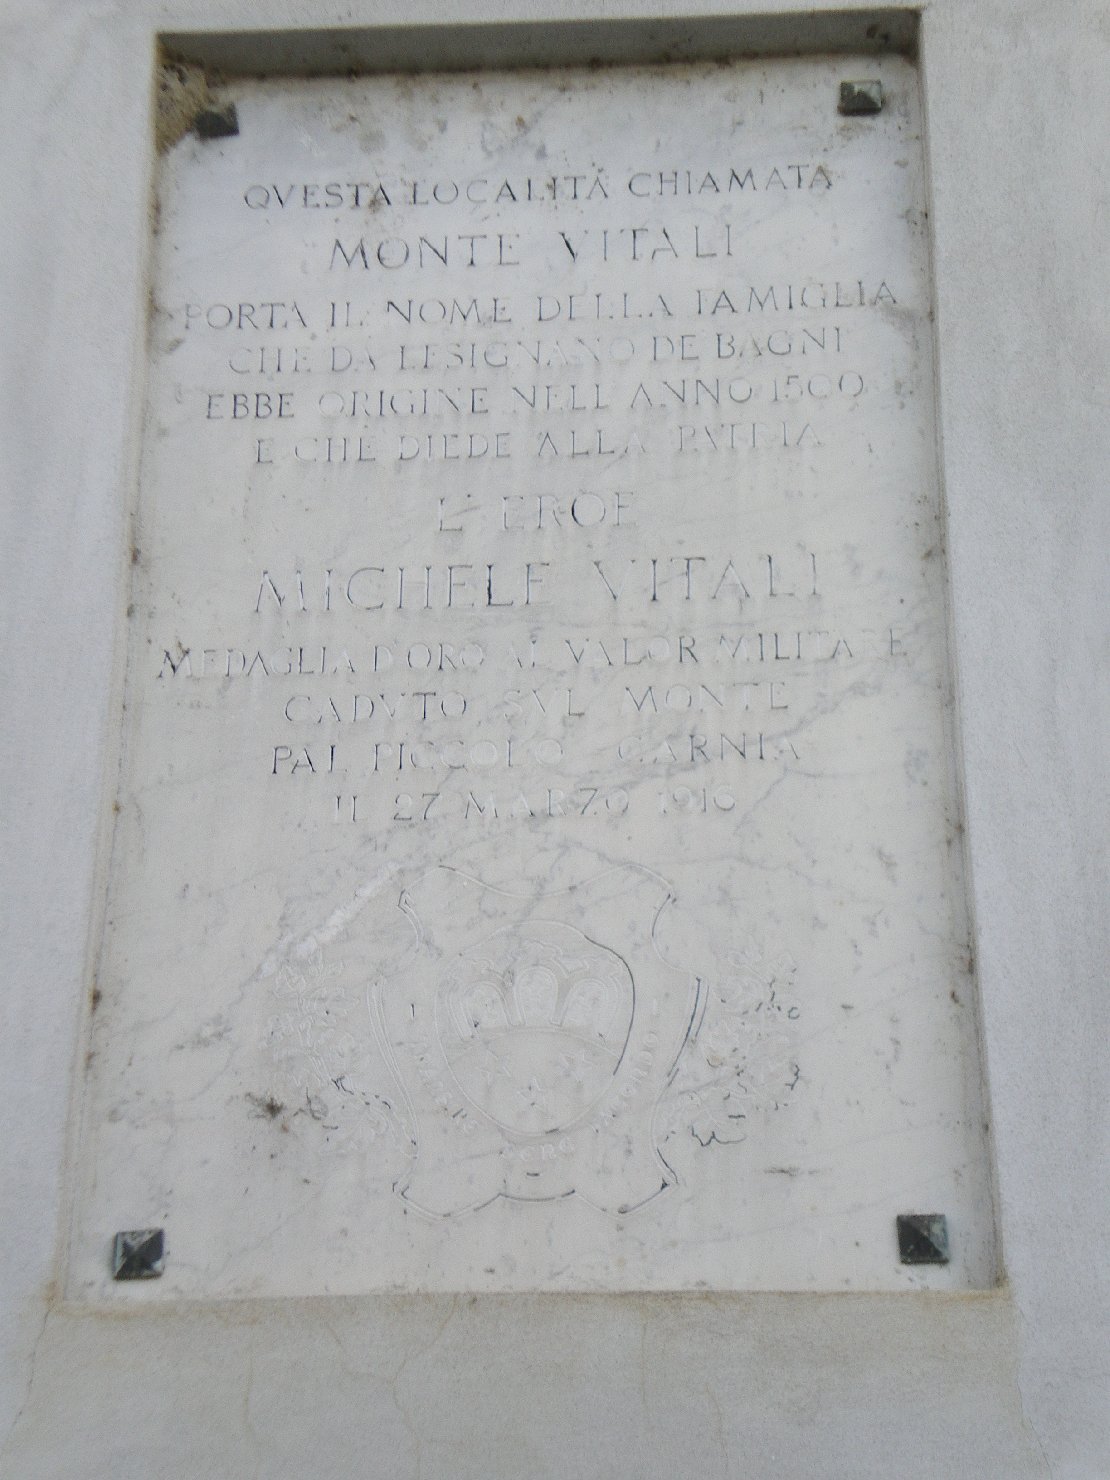 QVESTA LOCALITÀ CHIAMATA
MONTE VITALI
PORTA IL NOME DELLA FAMIGLIA
CHE DA LESIGNANO DE BAGNI
EBBE ORIGINE NELL ANNO 1500
E CHE DIEDE ALLA PATRIA
L' EROE
MICHELE VITALI
MEDAGLIA D'ORO AL VALOR MILITARE
CADVTO SVL MONTE
PAL PICCOLO CARNIA
Il 27 MARZO 1916